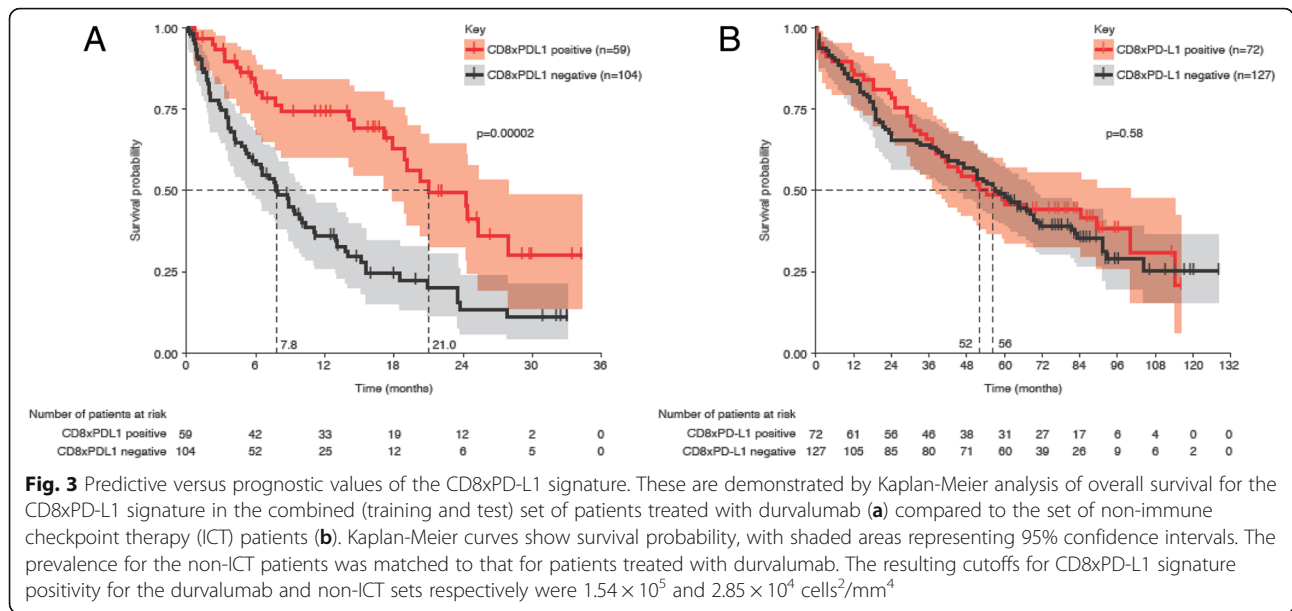 A
1.00
0.75
0.50
0.25
0.00
Survival probability
Key
CD8xPDL1 positive (n=59)
CD8xPDL1 negative (n=104)
p=0.00002
7.8
21.0
0 6 12 18 24 30 36
Time (months)
Number of patients at risk
CD8xPDL1 positive 59 42 33 19 12 2 0
CD8xPDL1 negative 104 52 25 12 6 5 0
B
1.00
0.75
0.50
0.25
0.00
Survival probability
Key
CD8xPD-L1 positive (n=72)
CD8xPD-L1 negative (n=127)
p=0.58
52
56
0 12 24 36 48 60 72 84 96 108 120 132
Time (months)
Number of patients at risk
CD8xPD-L1 positive 72 61 56 46 38 31 27 17 6 4 0 0
CD8xPD-L1 negative 127 105 85 80 71 60 39 26 9 6 2 0
Fig. 3 Predictive versus prognostic values of the CD8xPD-L1 signature. These are demonstrated by Kaplan-Meier analysis of overall survival for the
CD8xPD-L1 signature in the combined (training and test) set of patients treated with durvalumab (a) compared to the set of non-immune
checkpoint therapy (ICT) patients (b). Kaplan-Meier curves show survival probability, with shaded areas representing 95% confidence intervals. The
prevalence for the non-ICT patients was matched to that for patients treated with durvalumab. The resulting cutoffs for CD8xPD-L1 signature
positivity for the durvalumab and non-ICT sets respectively were 1.54 × 10⁵ and 2.85 × 10⁴ cells²/mm⁴